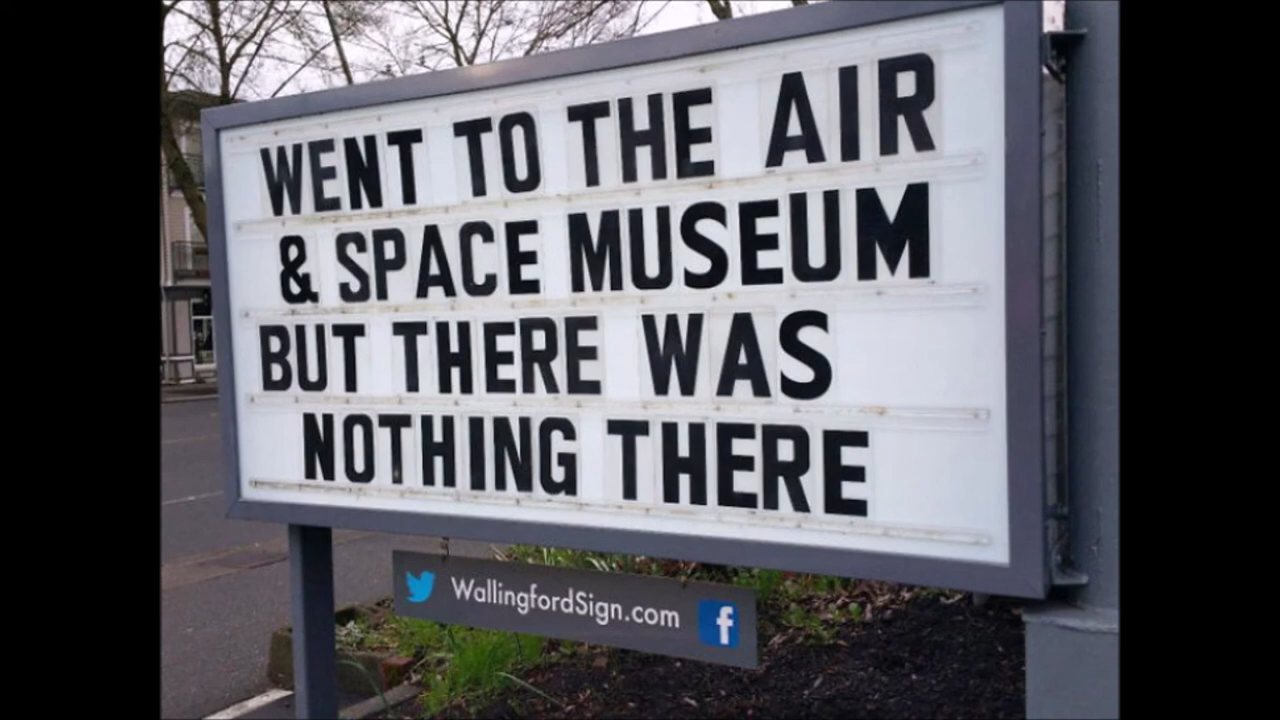 WENT TO THE AIR
& SPACE MUSEUM
BUT THERE WAS
NOTHING THERE
WallingfordSign.com